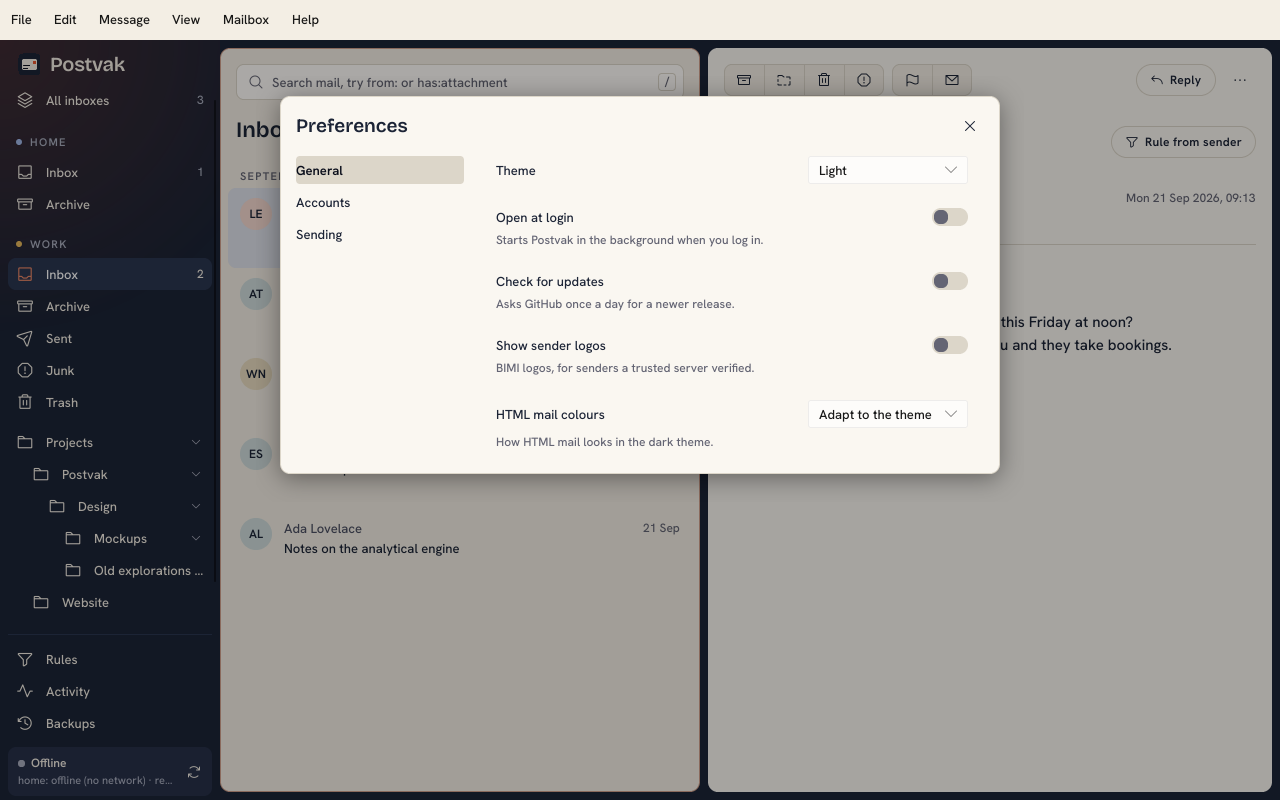 File Edit Message View Mailbox Help
Postvak
All inboxes 3
HOME
Inbox 1
Archive
WORK
Inbox 2
Archive
Sent
Junk
Trash
Projects
Postvak
Design
Mockups
Old explorations ...
Website
Rules
Activity
Backups
Offline
home: offline (no network) · re...
Search mail, try from: or has:attachment /
LE
AT
WN
ES
AL
Ada Lovelace 21 Sep
Notes on the analytical engine
Reply
Rule from sender
Mon 21 Sep 2026, 09:13
this Friday at noon?
and they take bookings.
Preferences
General
Accounts
Sending
Theme Light
Open at login
Starts Postvak in the background when you log in.
Check for updates
Asks GitHub once a day for a newer release.
Show sender logos
BIMI logos, for senders a trusted server verified.
HTML mail colours Adapt to the theme
How HTML mail looks in the dark theme.